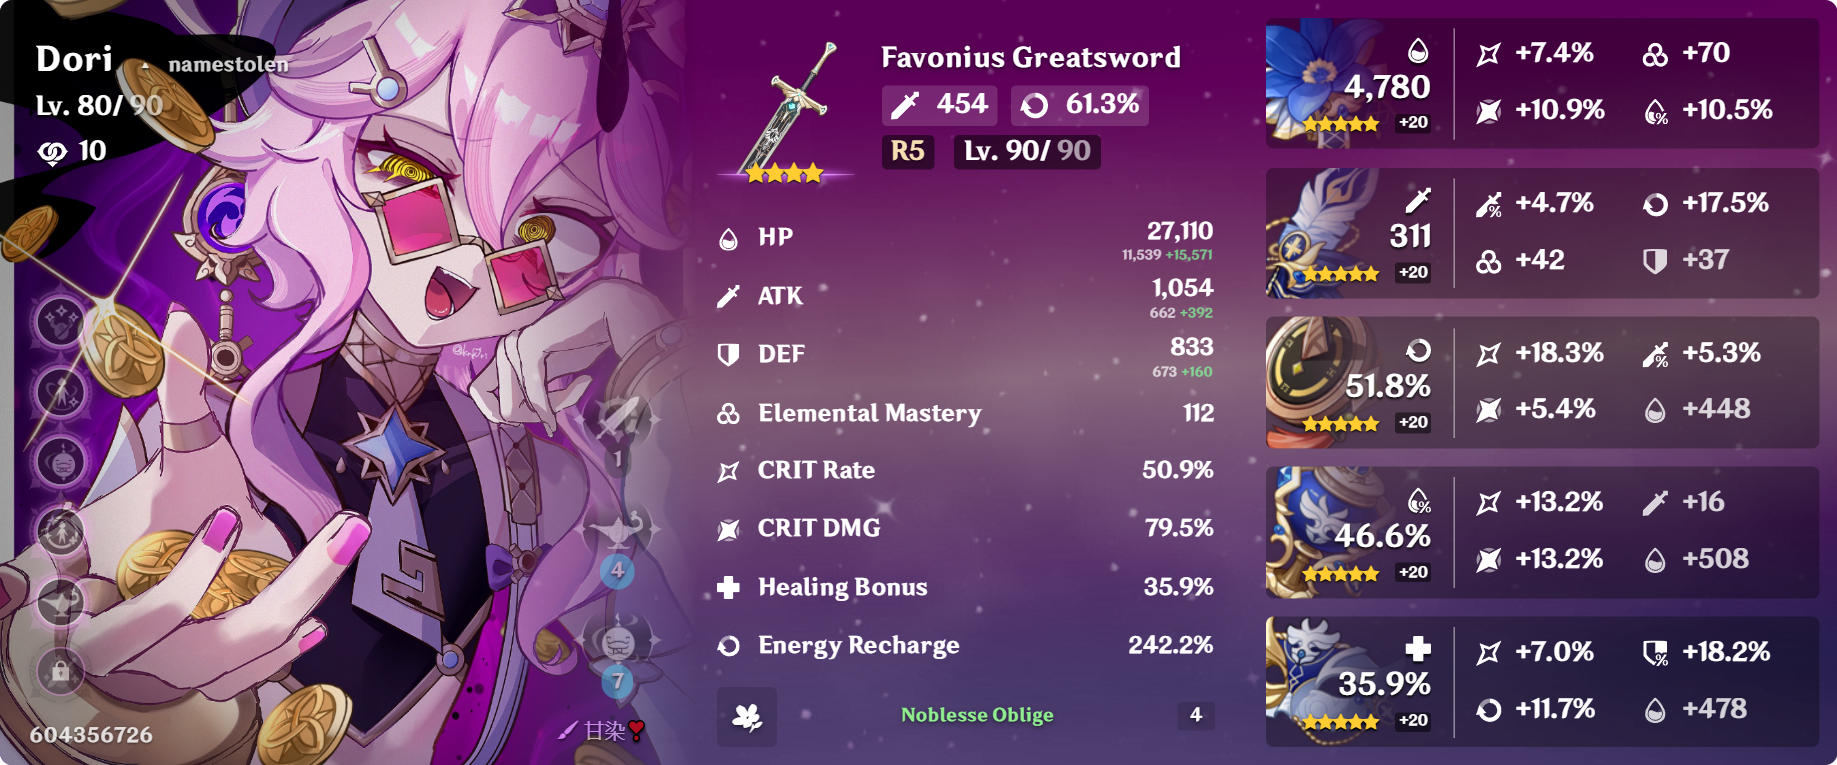 Dori namestolen
Lv. 80/ 90
10
1
4
7
604356726
甘染
Favonius Greatsword
454 61.3%
R5 Lv. 90/ 90
HP 27,110
11,539 +15,571
ATK 1,054
662 +392
DEF 833
673 +160
Elemental Mastery 112
CRIT Rate 50.9%
CRIT DMG 79.5%
Healing Bonus 35.9%
Energy Recharge 242.2%
Noblesse Oblige 4
4,780
+20
+7.4% +70
+10.9% +10.5%
311
+20
+4.7% +17.5%
+42 +37
51.8%
+20
+18.3% +5.3%
+5.4% +448
46.6%
+20
+13.2% +16
+13.2% +508
35.9%
+20
+7.0% +18.2%
+11.7% +478